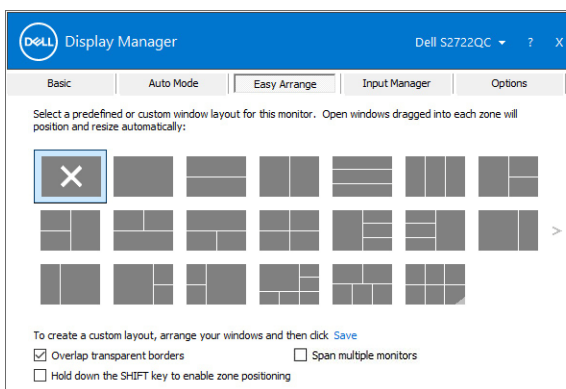 DELL Display Manager Dell S2722QC ? X
Basic Auto Mode Easy Arrange Input Manager Options
Select a predefined or custom window layout for this monitor. Open windows dragged into each zone will
position and resize automatically:
To create a custom layout, arrange your windows and then click Save
Overlap transparent borders Span multiple monitors
Hold down the SHIFT key to enable zone positioning